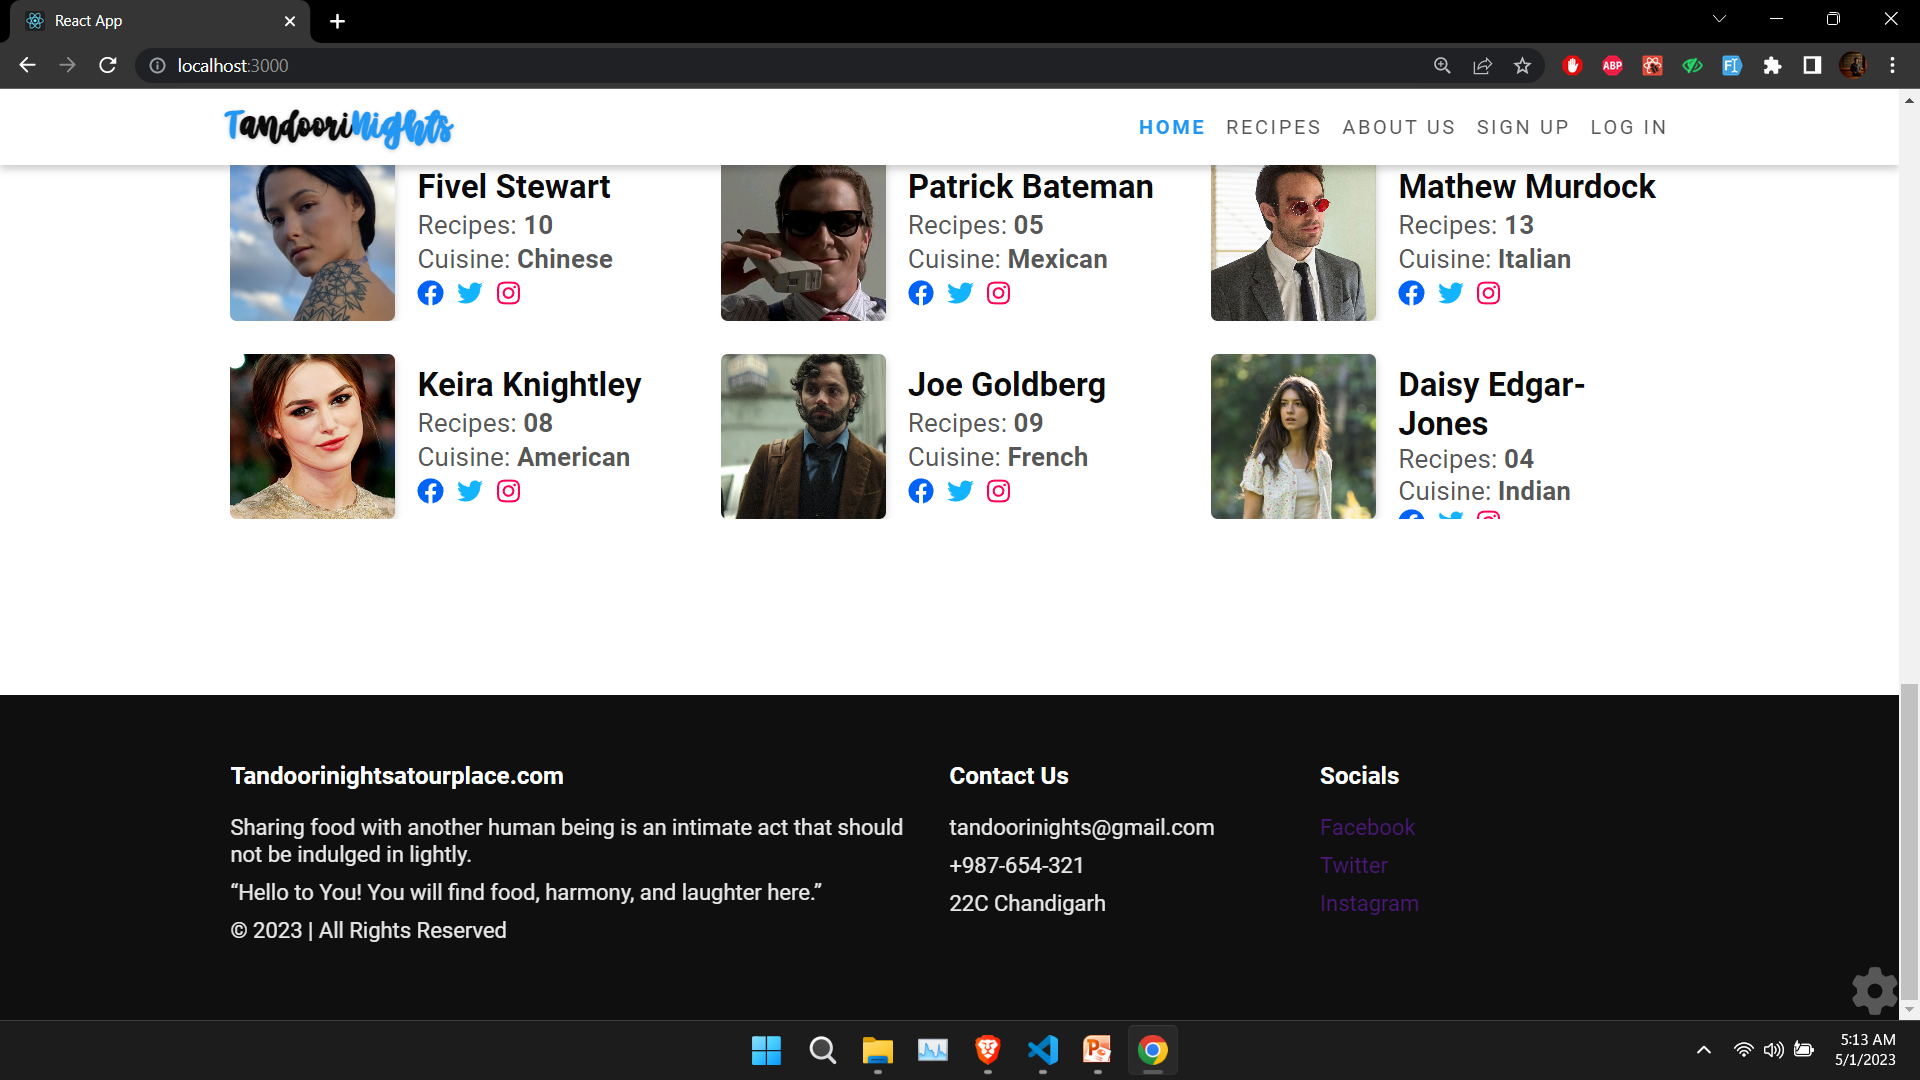 React App
localhost:3000
ABP
TandooriNights
HOME RECIPES ABOUT US SIGN UP LOG IN
Fivel Stewart
Recipes: 10
Cuisine: Chinese
Patrick Bateman
Recipes: 05
Cuisine: Mexican
Mathew Murdock
Recipes: 13
Cuisine: Italian
Keira Knightley
Recipes: 08
Cuisine: American
Joe Goldberg
Recipes: 09
Cuisine: French
Daisy Edgar-
Jones
Recipes: 04
Cuisine: Indian
Tandoorinightsatourplace.com
Sharing food with another human being is an intimate act that should
not be indulged in lightly.
“Hello to You! You will find food, harmony, and laughter here.”
© 2023 | All Rights Reserved
Contact Us
tandoorinights@gmail.com
+987-654-321
22C Chandigarh
Socials
Facebook
Twitter
Instagram
5:13 AM
5/1/2023